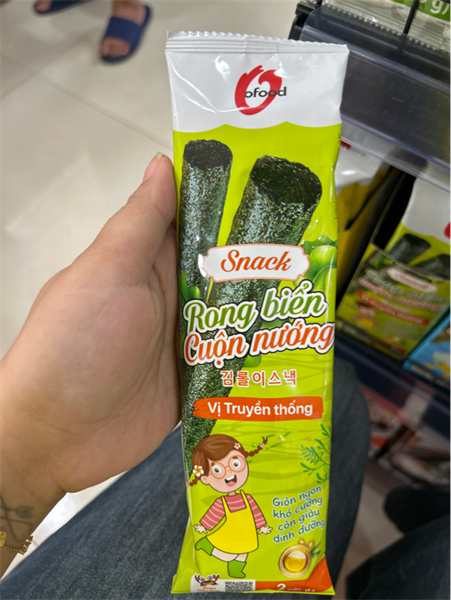 ofood
Snack
Rong biển
Cuộn nướng
김롤이스낵
Vị Truyền thống
Giòn ngon
khó cưỡng
còn giàu
dinh dưỡng